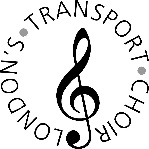 LONDON'S • TRANSPORT • CHOIR